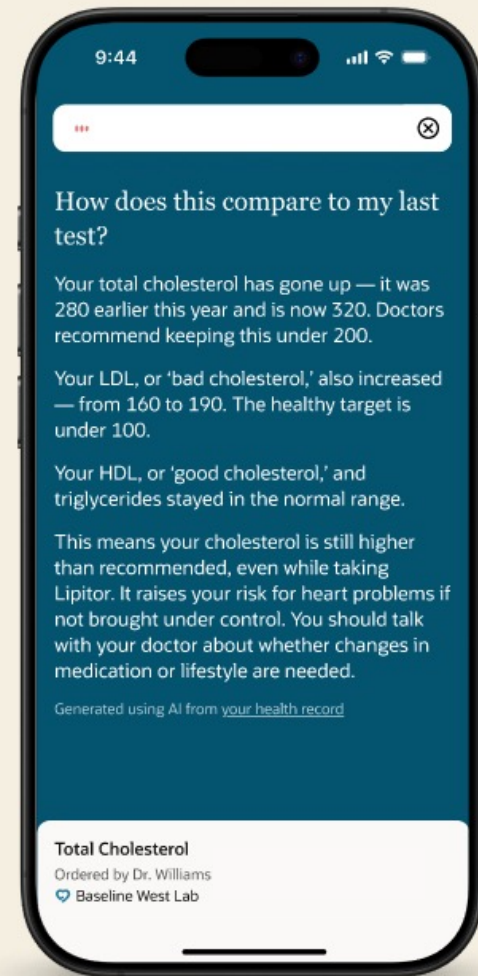 9:44
How does this compare to my last
test?
Your total cholesterol has gone up — it was
280 earlier this year and is now 320. Doctors
recommend keeping this under 200.
Your LDL, or ‘bad cholesterol,’ also increased
— from 160 to 190. The healthy target is
under 100.
Your HDL, or ‘good cholesterol,’ and
triglycerides stayed in the normal range.
This means your cholesterol is still higher
than recommended, even while taking
Lipitor. It raises your risk for heart problems if
not brought under control. You should talk
with your doctor about whether changes in
medication or lifestyle are needed.
Generated using AI from your health record
Total Cholesterol
Ordered by Dr. Williams
Baseline West Lab